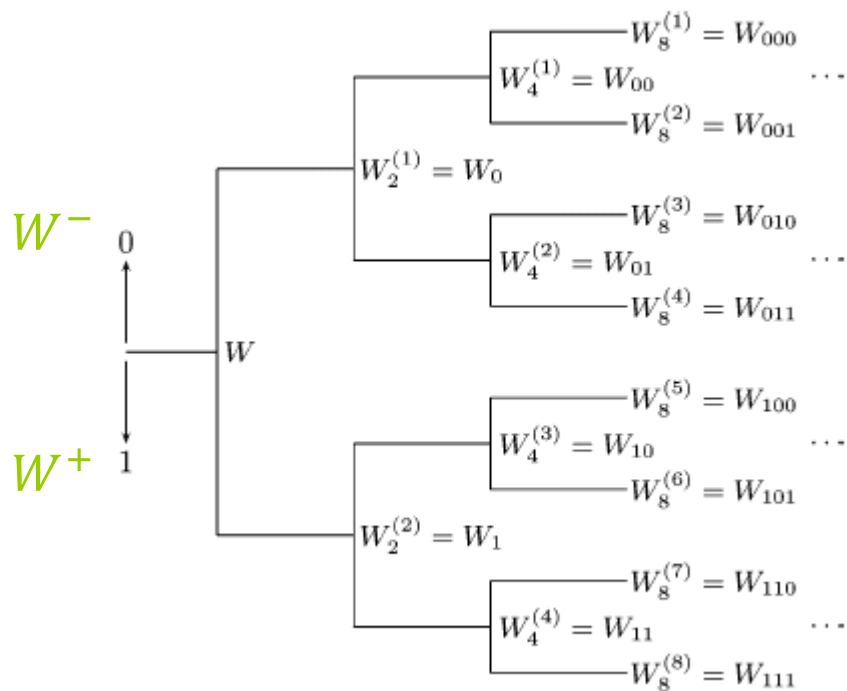 W_8^{(1)} = W_{000}
W_4^{(1)} = W_{00} ...
W_8^{(2)} = W_{001}
W_2^{(1)} = W_0
W^-
0
W_8^{(3)} = W_{010}
W_4^{(2)} = W_{01} ...
W_8^{(4)} = W_{011}
W
W_8^{(5)} = W_{100}
W_4^{(3)} = W_{10} ...
W^+
1
W_8^{(6)} = W_{101}
W_2^{(2)} = W_1
W_8^{(7)} = W_{110}
W_4^{(4)} = W_{11} ...
W_8^{(8)} = W_{111}